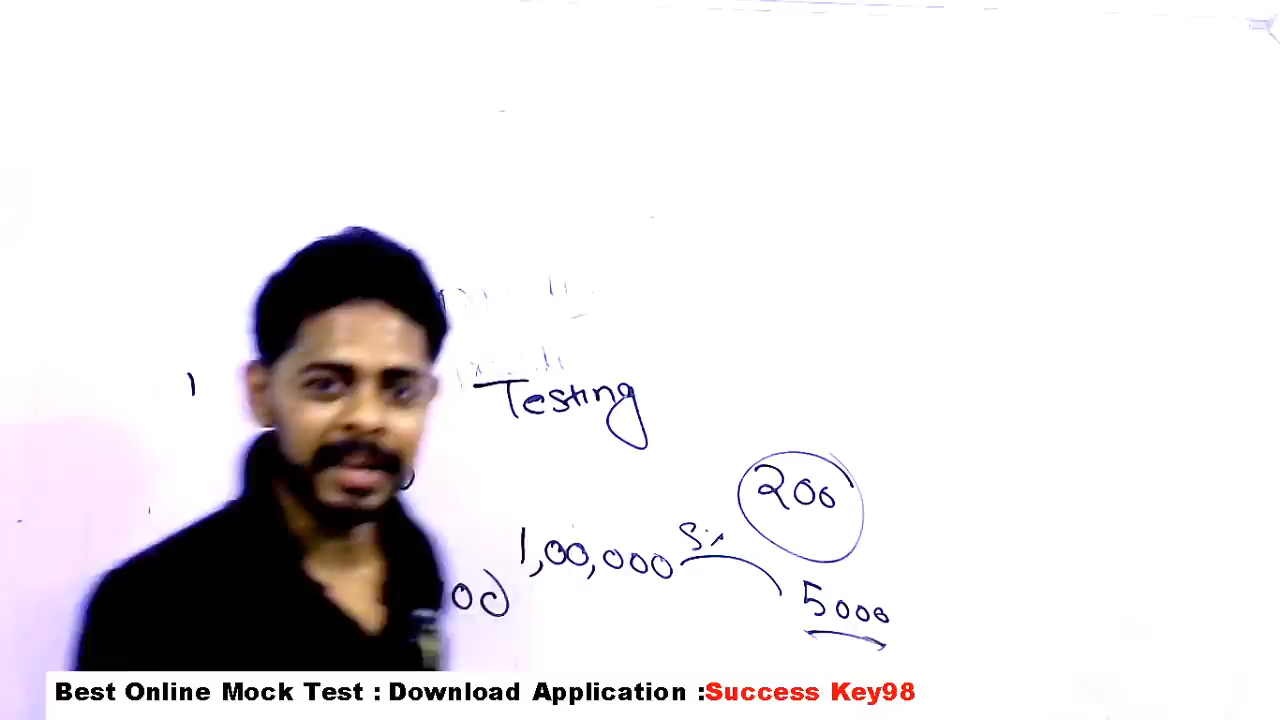 Testing
200
1,00,000 5%
5000
Best Online Mock Test : Download Application :Success Key98